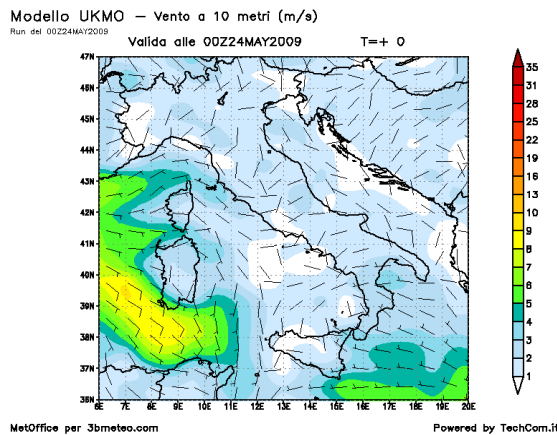 Modello UKMO – Vento a 10 metri (m/s)
Run del 00Z24MAY2009
Valida alle 00Z24MAY2009 T=+ 0
47N
46N
45N
44N
43N
42N
41N
40N
39N
38N
37N
36N
6E 7E 8E 9E 10E 11E 12E 13E 14E 15E 16E 17E 18E 19E 20E
35
31
28
25
22
19
16
13
10
9
8
7
6
5
4
3
2
1
MetOffice per 3bmeteo.com
Powered by TechCom.it